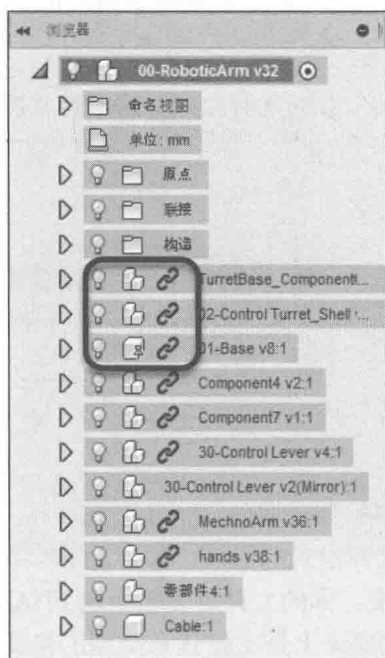 浏览器
00-RoboticArm v32
命名视图
单位: mm
原点
联接
构造
TurretBase_Component...
02-Control Turret_Shell v...
01-Base v8:1
Component4 v2:1
Component7 v1:1
30-Control Lever v4:1
30-Control Lever v2(Mirror):1
MechnoArm v36:1
hands v38:1
零部件4:1
Cable:1